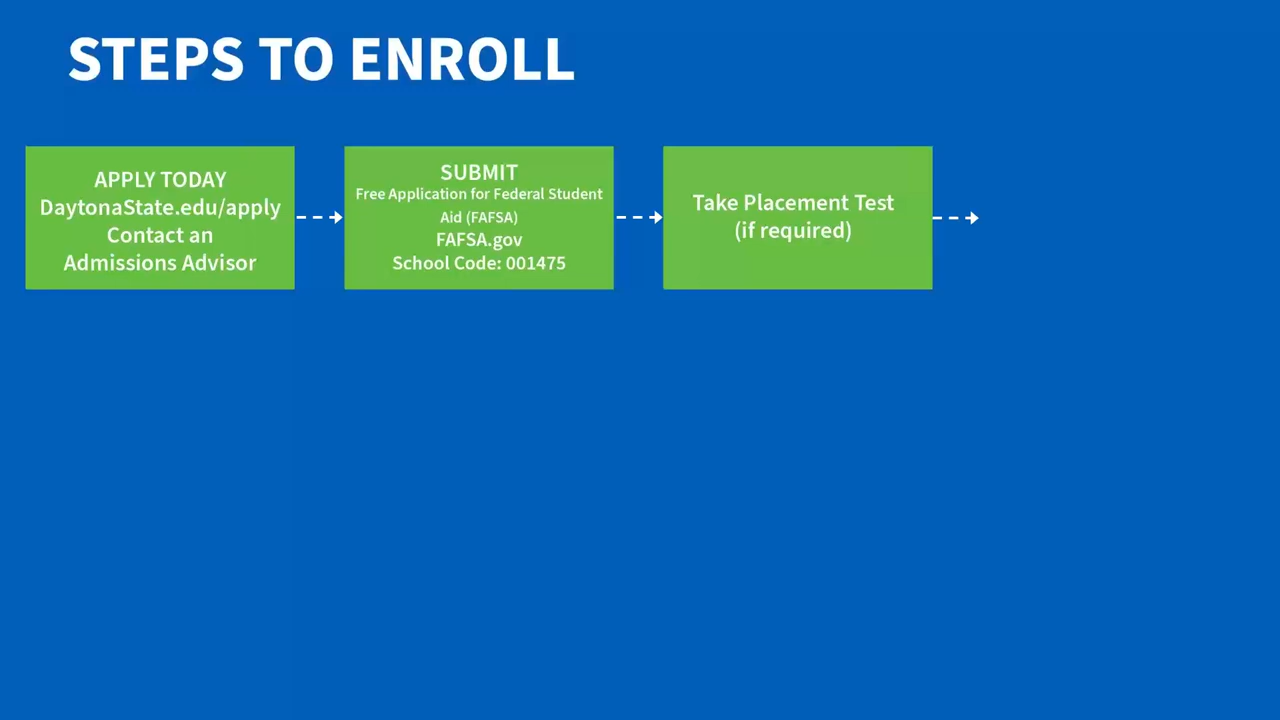 STEPS TO ENROLL
APPLY TODAY
DaytonaState.edu/apply
Contact an
Admissions Advisor
SUBMIT
Free Application for Federal Student
Aid (FAFSA)
FAFSA.gov
School Code: 001475
Take Placement Test
(if required)